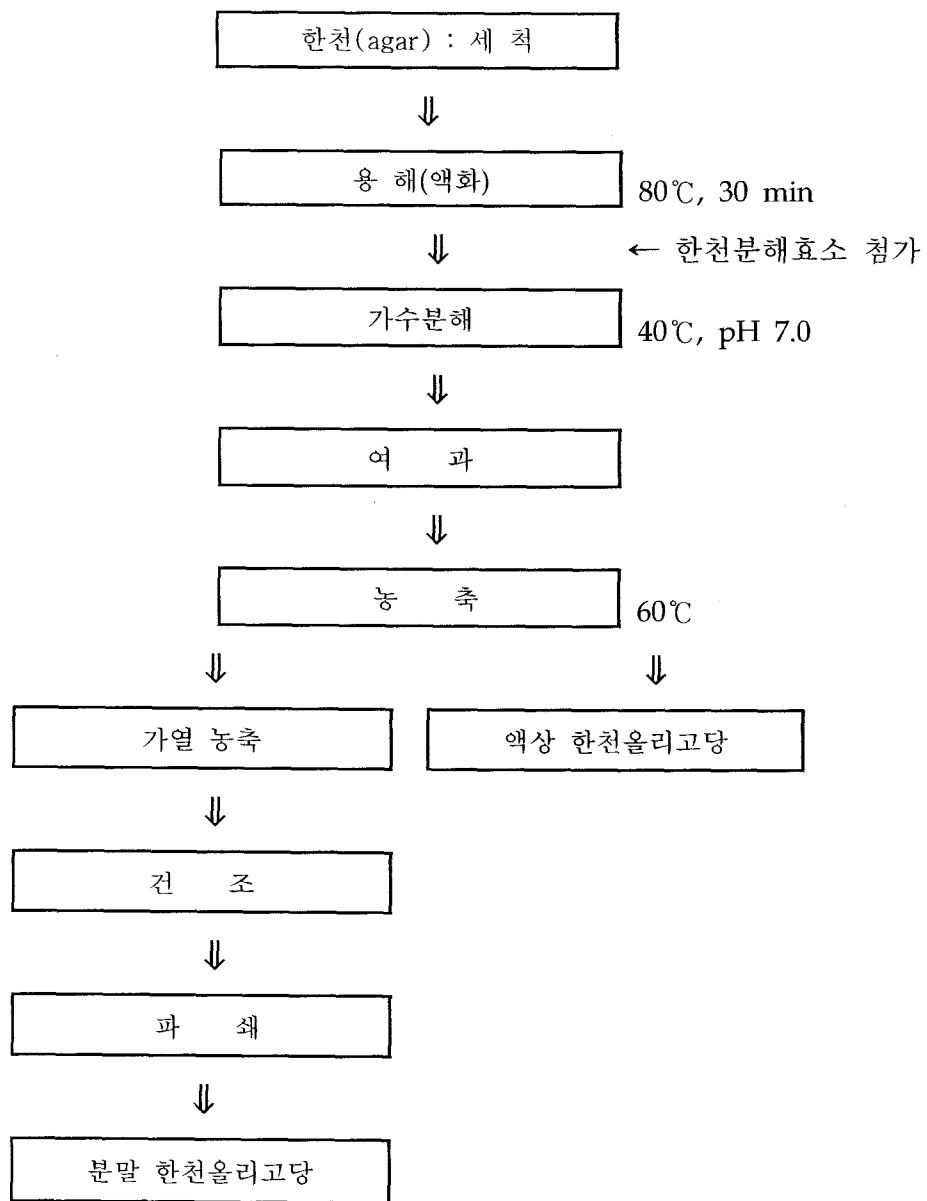 한천(agar) : 세 척
⇓
용 해(액화)
80℃, 30 min
⇓
← 한천분해효소 첨가
가수분해
40℃, pH 7.0
⇓
여 과
⇓
농 축
60℃
⇓ ⇓
가열 농축 액상 한천올리고당
⇓
건 조
⇓
파 쇄
⇓
분말 한천올리고당